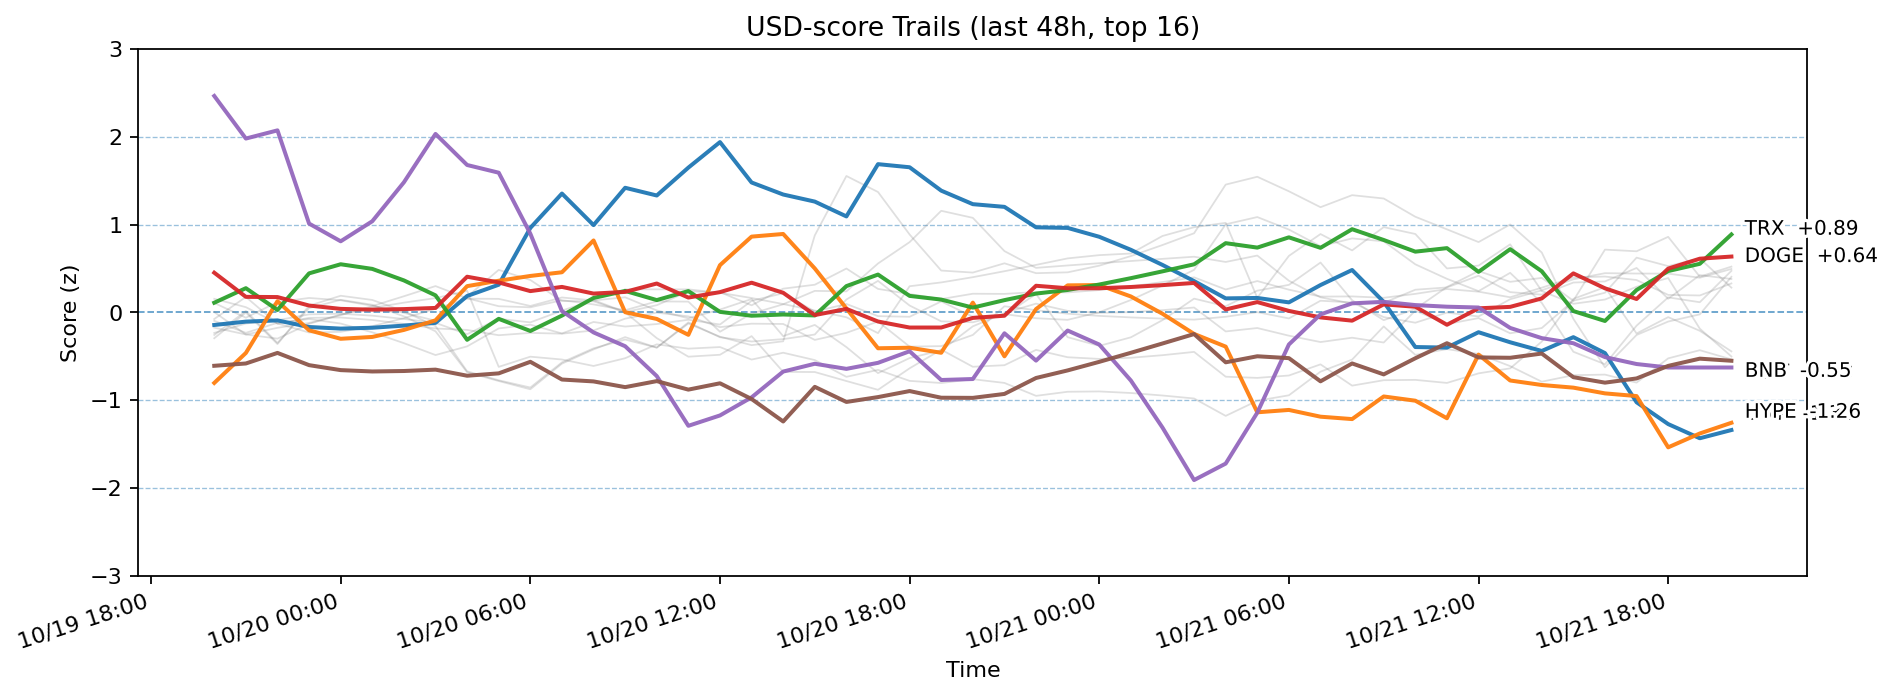 USD-score Trails (last 48h, top 16)
Score (z)
3
2
1
0
−1
−2
−3
TRX +0.89
DOGE +0.64
BNB -0.55
HYPE -1.26
10/19 18:00
10/20 00:00
10/20 06:00
10/20 12:00
10/20 18:00
10/21 00:00
10/21 06:00
10/21 12:00
10/21 18:00
Time